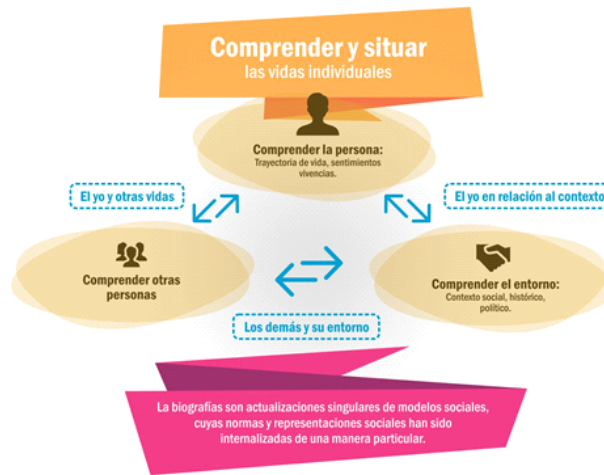 Comprender y situar
las vidas individuales
Comprender la persona:
Trayectoria de vida, sentimientos
vivencias.
El yo y otras vidas
El yo en relación al contexto
Comprender otras
personas
Comprender el entorno:
Contexto social, histórico,
político.
Los demás y su entorno
La biografías son actualizaciones singulares de modelos sociales,
cuyas normas y representaciones sociales han sido
internalizadas de una manera particular.